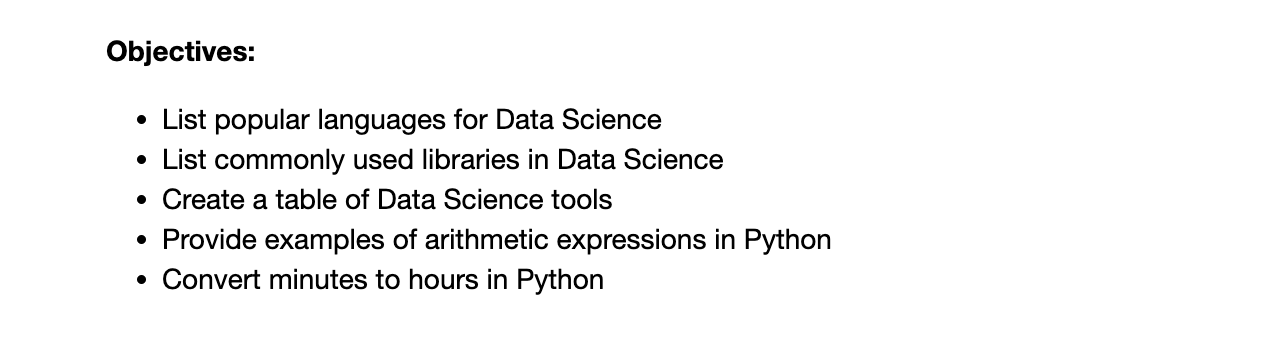 Objectives:
• List popular languages for Data Science
• List commonly used libraries in Data Science
• Create a table of Data Science tools
• Provide examples of arithmetic expressions in Python
• Convert minutes to hours in Python